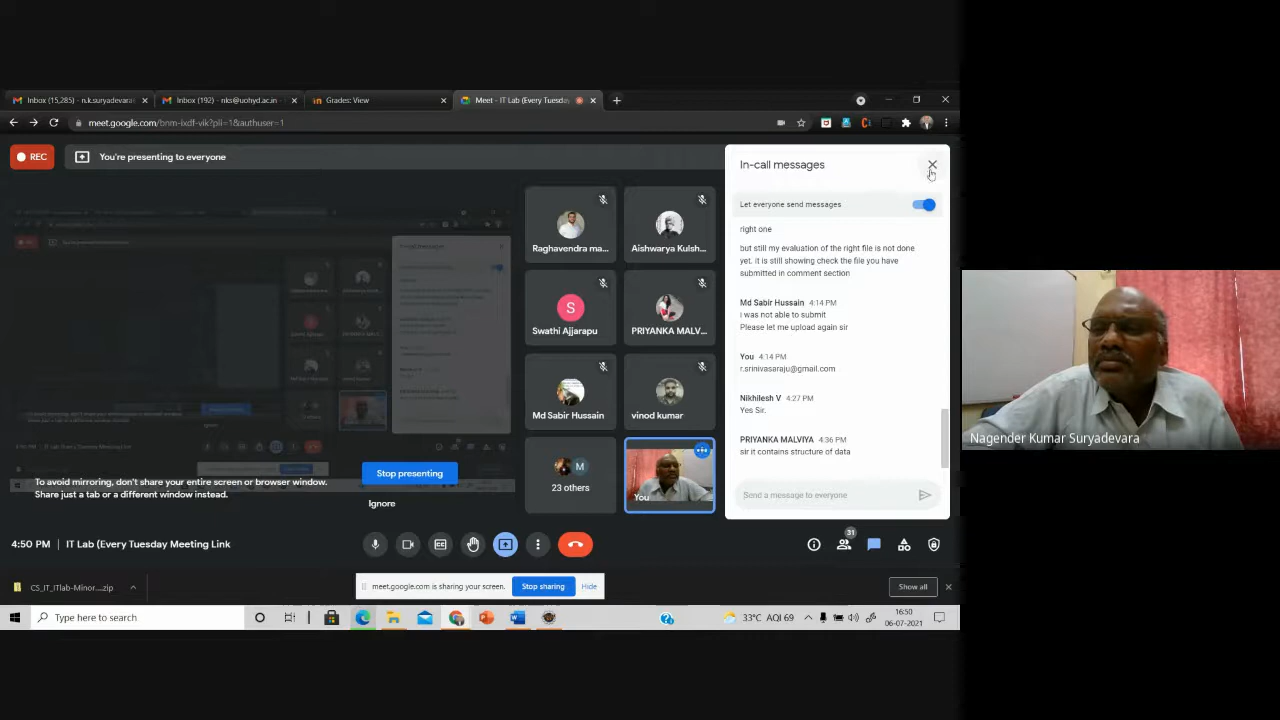 Inbox (15,285) - n.k.suryadevara
Inbox (192) - nks@uohyd.ac.in -
Grades: View
Meet - IT Lab (Every Tuesday
meet.google.com/bnm-ixdf-vik?pli=1&authuser=1
REC
You're presenting to everyone
In-call messages
Let everyone send messages
right one
but still my evaluation of the right file is not done
yet. it is still showing check the file you have
submitted in comment section
Md Sabir Hussain 4:14 PM
i was not able to submit
Please let me upload again sir
You 4:14 PM
r.srinivasaraju@gmail.com
Nikhilesh V 4:27 PM
Yes Sir.
PRIYANKA MALVIYA 4:36 PM
sir it contains structure of data
Send a message to everyone
Raghavendra ma...
Aishwarya Kulsh...
S
Swathi Ajjarapu
PRIYANKA MALV...
Md Sabir Hussain
vinod kumar
M
23 others
You
Nagender Kumar Suryadevara
To avoid mirroring, don't share your entire screen or browser window.
Share just a tab or a different window instead.
Stop presenting
Ignore
4:50 PM | IT Lab (Every Tuesday Meeting Link
31
CS_IT_ITlab-Minor....zip
meet.google.com is sharing your screen.
Stop sharing
Hide
Show all
Type here to search
33°C AQI 69
16:50
06-07-2021